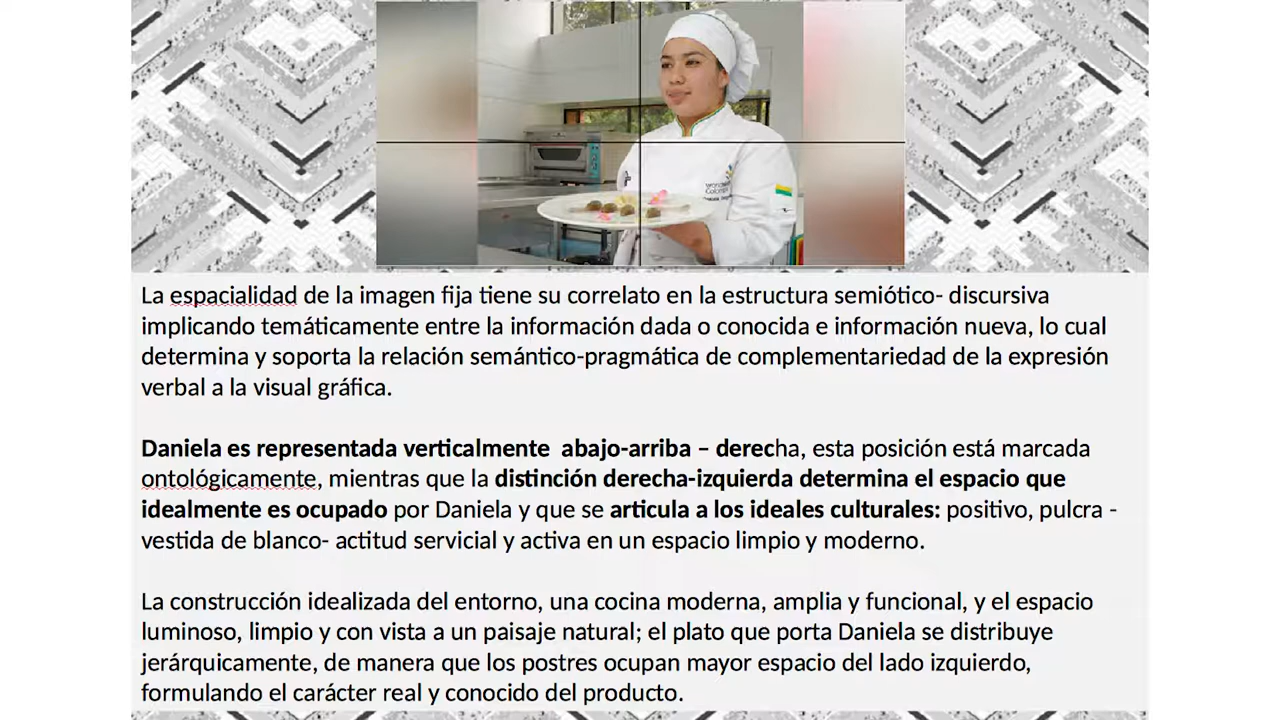 La espacialidad de la imagen fija tiene su correlato en la estructura semiótico- discursiva
implicando temáticamente entre la información dada o conocida e información nueva, lo cual
determina y soporta la relación semántico-pragmática de complementariedad de la expresión
verbal a la visual gráfica.
Daniela es representada verticalmente  abajo-arriba – derecha, esta posición está marcada
ontológicamente, mientras que la distinción derecha-izquierda determina el espacio que
idealmente es ocupado por Daniela y que se articula a los ideales culturales: positivo, pulcra -
vestida de blanco- actitud servicial y activa en un espacio limpio y moderno.
La construcción idealizada del entorno, una cocina moderna, amplia y funcional, y el espacio
luminoso, limpio y con vista a un paisaje natural; el plato que porta Daniela se distribuye
jerárquicamente, de manera que los postres ocupan mayor espacio del lado izquierdo,
formulando el carácter real y conocido del producto.